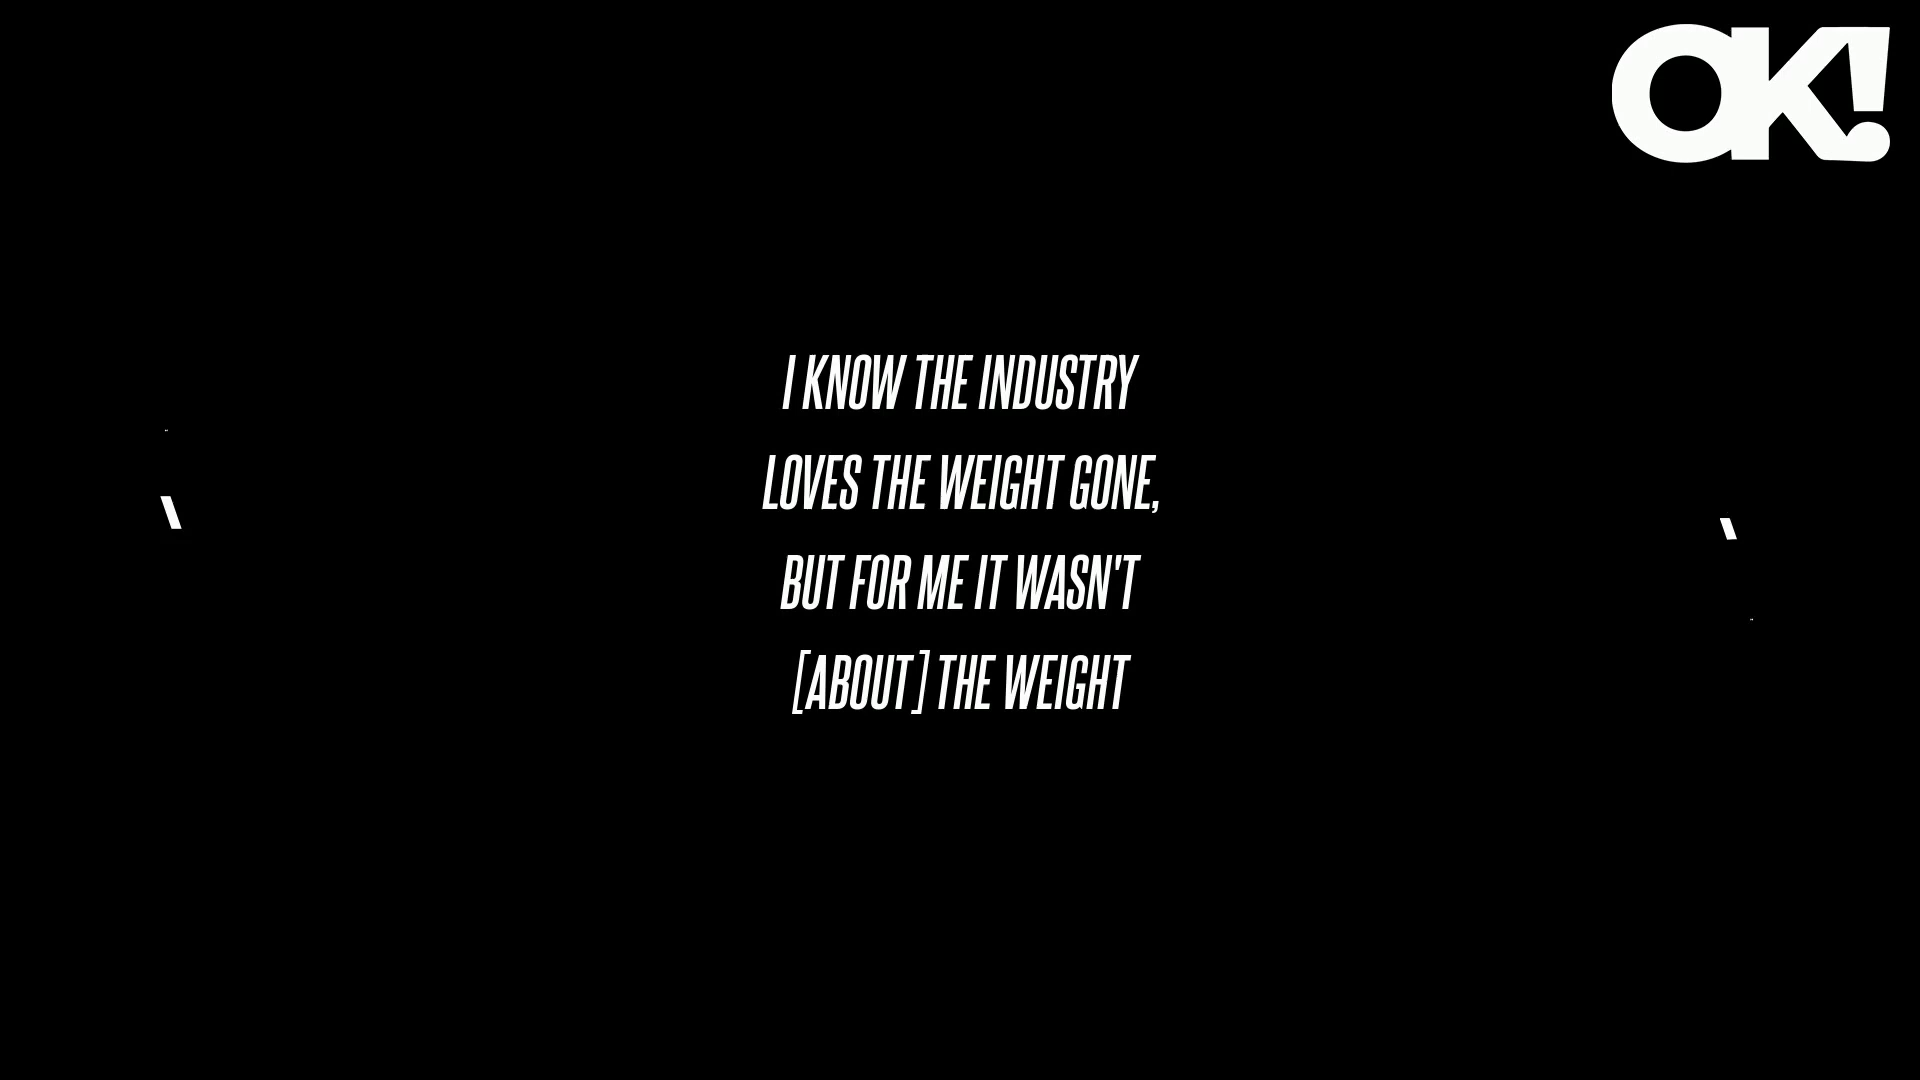 OK!
I KNOW THE INDUSTRY
LOVES THE WEIGHT GONE,
BUT FOR ME IT WASN'T
[ABOUT] THE WEIGHT